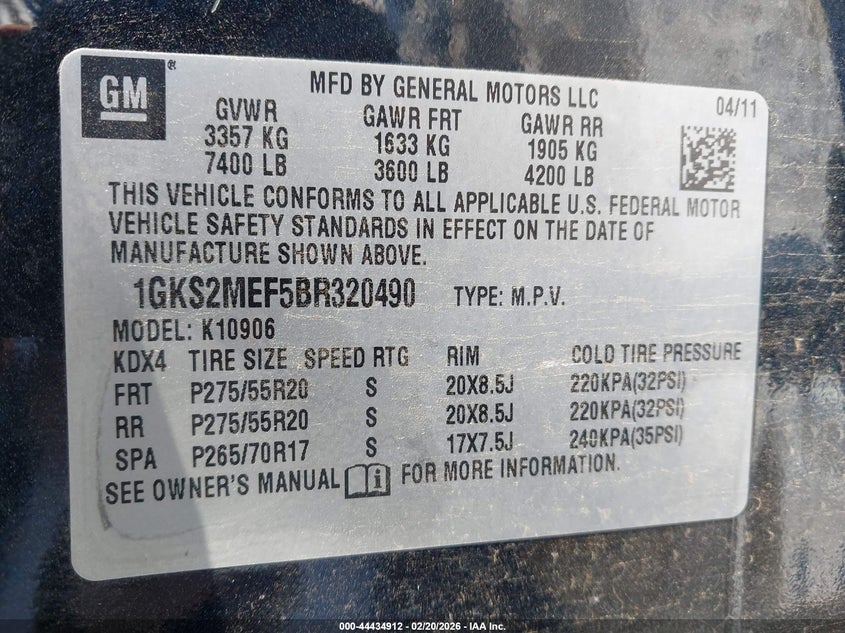 GM ®
MFD BY GENERAL MOTORS LLC
04/11
GVWR GAWR FRT GAWR RR
3357 KG 1633 KG 1905 KG
7400 LB 3600 LB 4200 LB
THIS VEHICLE CONFORMS TO ALL APPLICABLE U.S. FEDERAL MOTOR
VEHICLE SAFETY STANDARDS IN EFFECT ON THE DATE OF
MANUFACTURE SHOWN ABOVE.
1GKS2MEF5BR320490 TYPE: M.P.V.
MODEL: K10906
KDX4 TIRE SIZE SPEED RTG RIM COLD TIRE PRESSURE
FRT P275/55R20 S 20X8.5J 220KPA(32PSI)
RR P275/55R20 S 20X8.5J 220KPA(32PSI)
SPA P265/70R17 S 17X7.5J 240KPA(35PSI)
SEE OWNER'S MANUAL i FOR MORE INFORMATION.
000-44434912 — 02/20/2026 — IAA Inc.